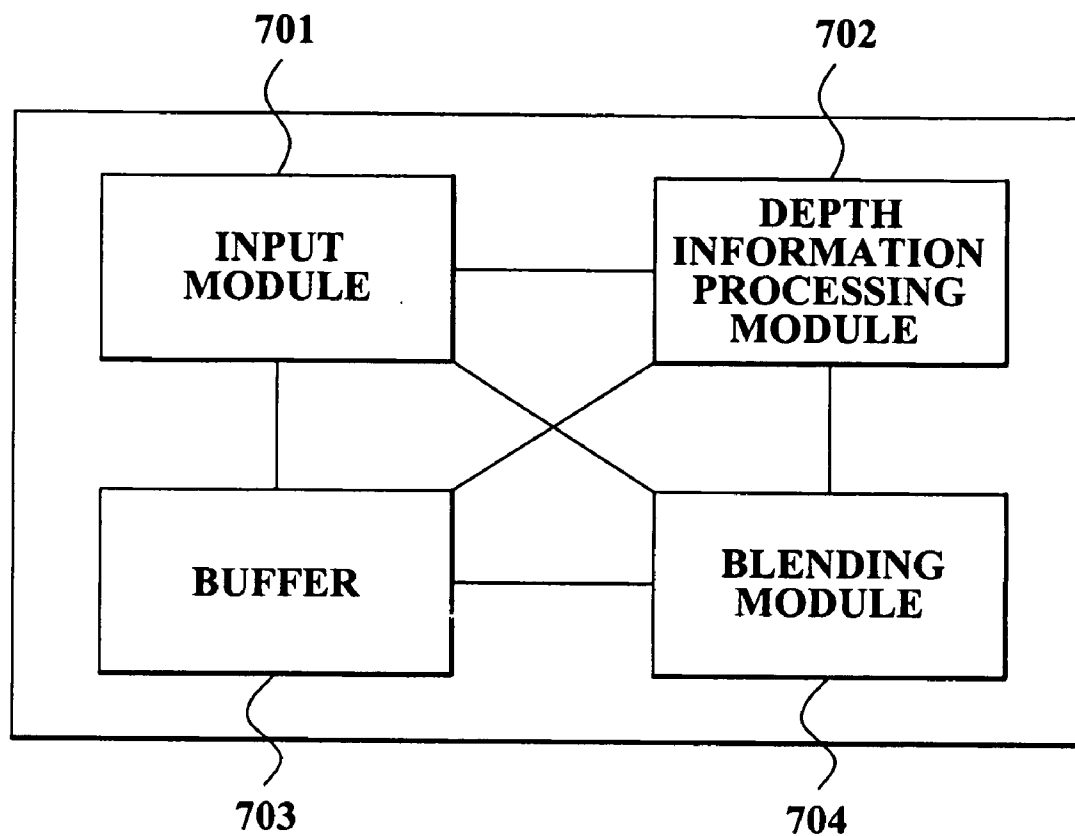 701
702
INPUT
MODULE
DEPTH
INFORMATION
PROCESSING
MODULE
BUFFER
BLENDING
MODULE
703
704